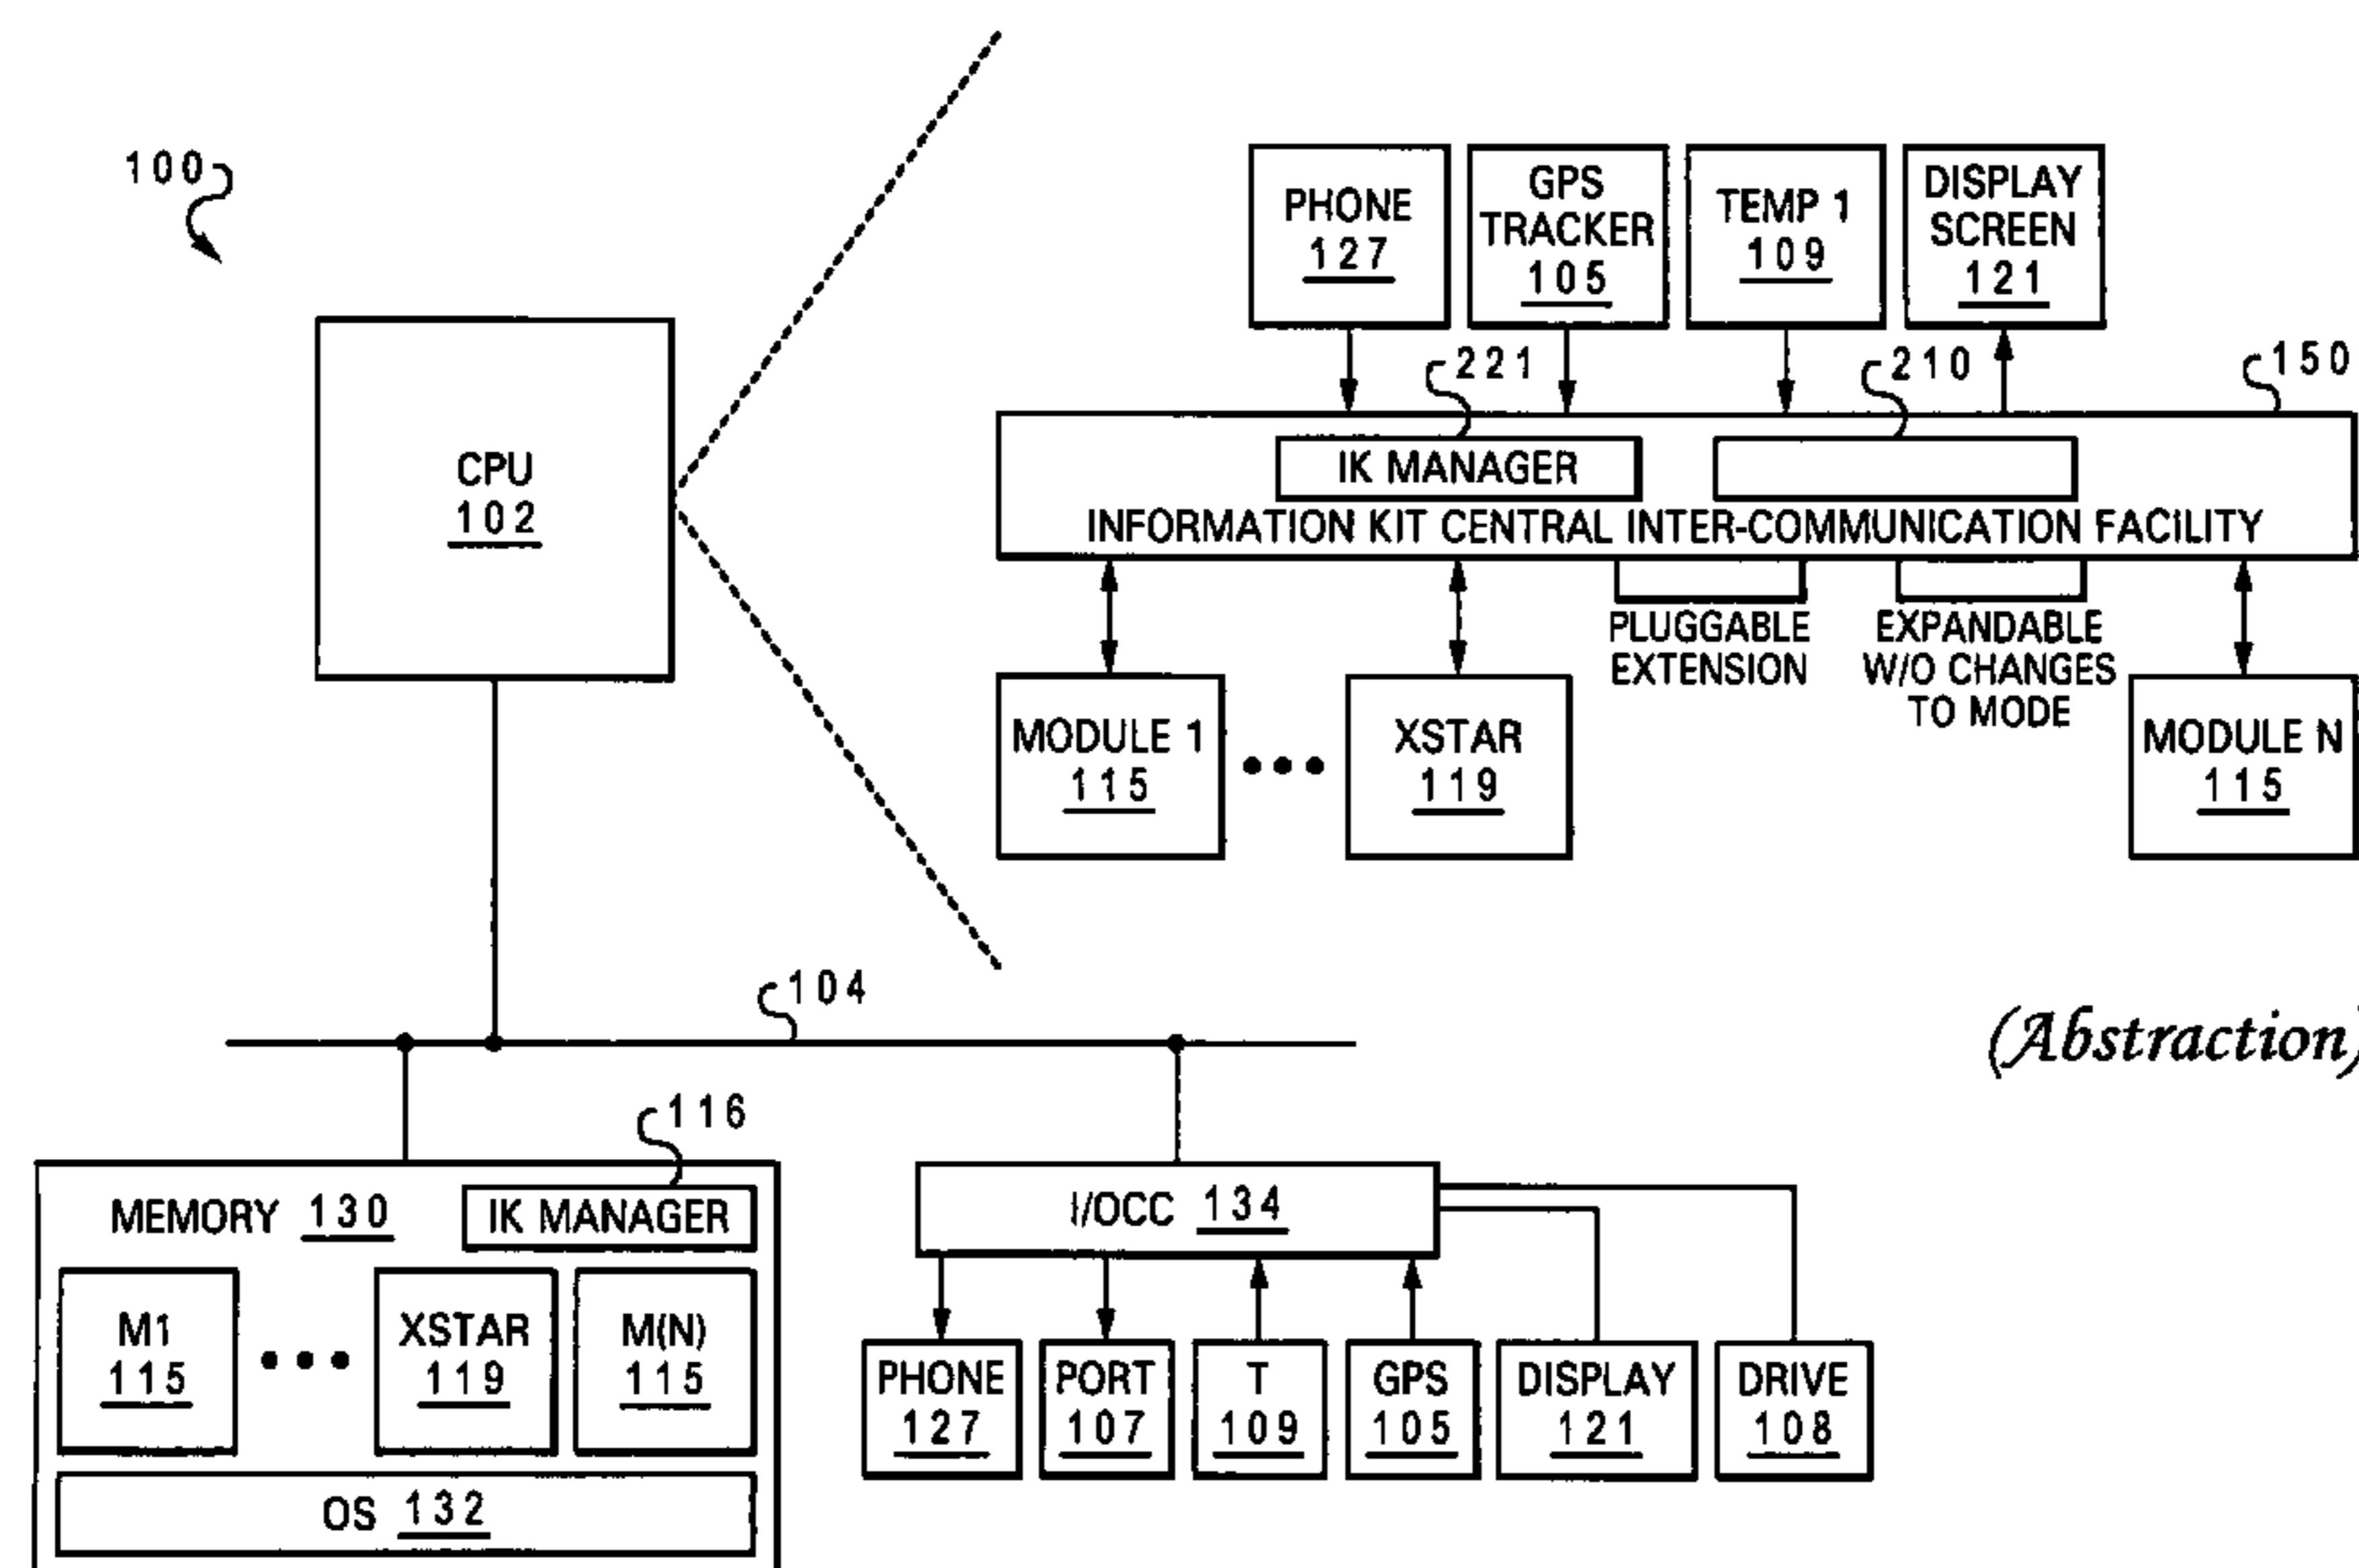 100
CPU
102
PHONE
127
GPS
TRACKER
105
TEMP 1
109
DISPLAY
SCREEN
121
221
210
150
IK MANAGER
INFORMATION KIT CENTRAL INTER-COMMUNICATION FACILITY
PLUGGABLE
EXTENSION
EXPANDABLE
W/O CHANGES
TO MODE
MODULE 1
115
XSTAR
119
MODULE N
115
104
(Abstraction)
116
MEMORY 130
IK MANAGER
M1
115
XSTAR
119
M(N)
115
OS 132
I/OCC 134
PHONE
127
PORT
107
T
109
GPS
105
DISPLAY
121
DRIVE
108